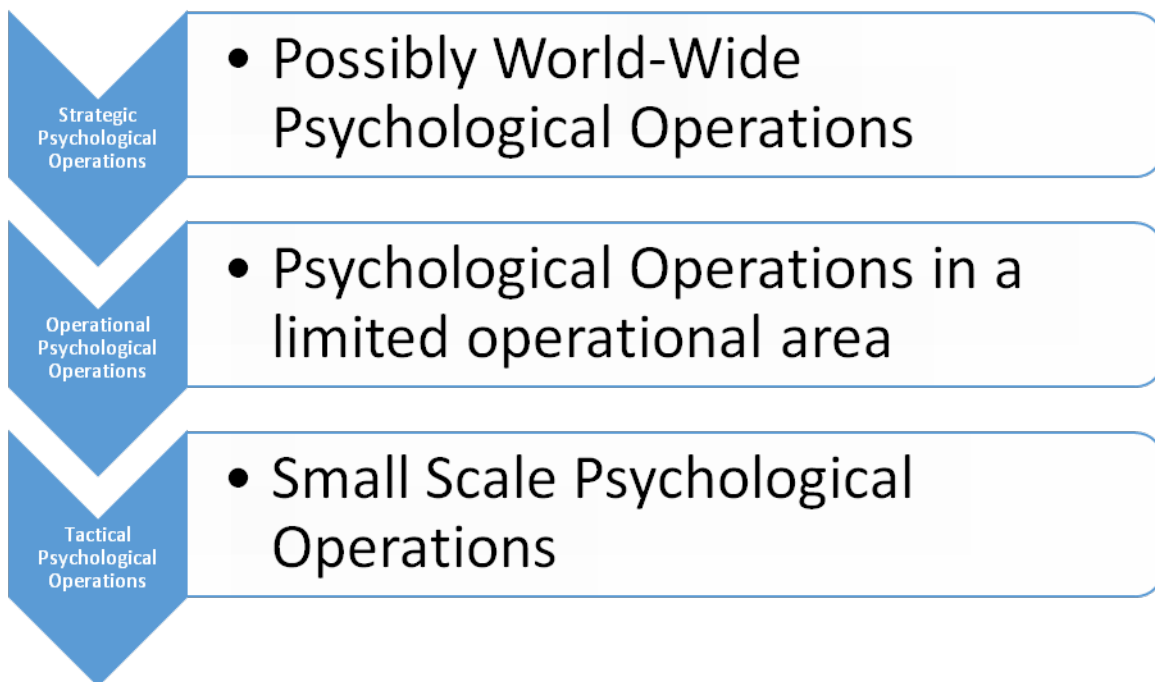 Strategic
Psychological
Operations
• Possibly World-Wide
Psychological Operations
Operational
Psychological
Operations
• Psychological Operations in a
limited operational area
Tactical
Psychological
Operations
• Small Scale Psychological
Operations